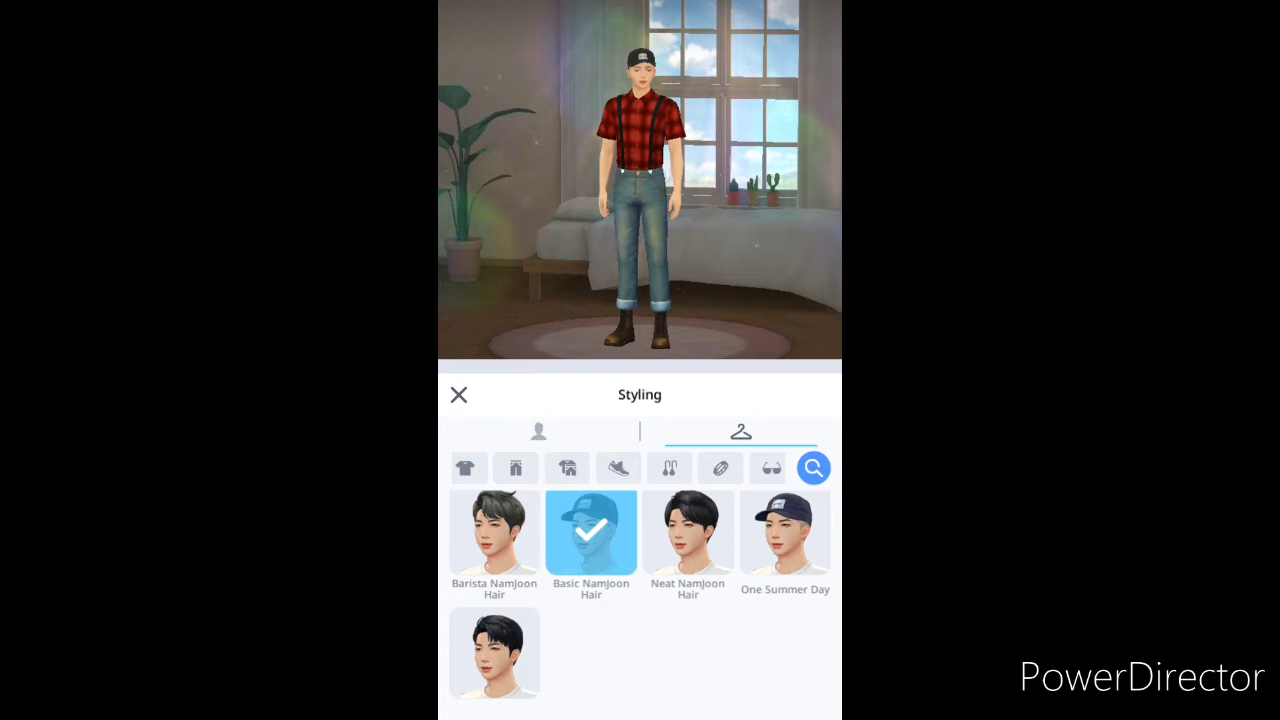 Styling
Barista NamJoon
Hair
Basic NamJoon
Hair
Neat NamJoon
Hair
One Summer Day
PowerDirector